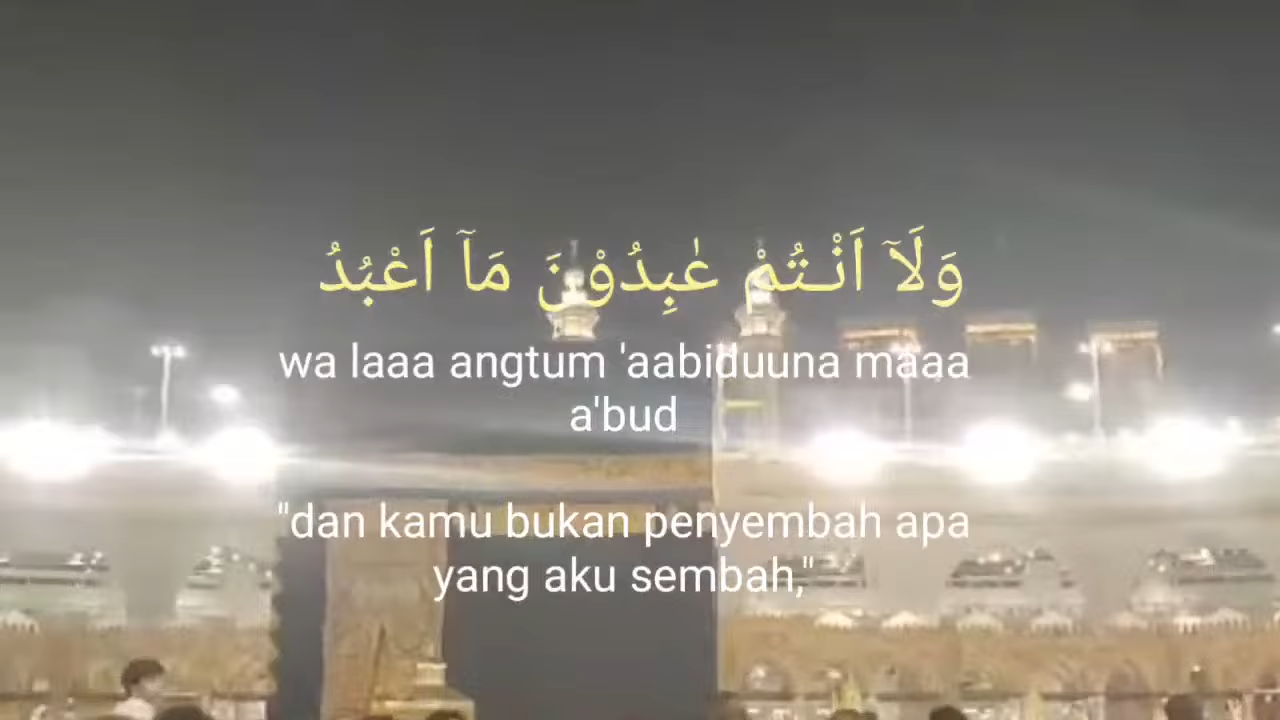 وَلَآ اَنْـتُمْ عٰبِدُوْنَ مَآ اَعْبُدُ
wa laaa angtum 'aabiduuna maaa
a'bud
"dan kamu bukan penyembah apa
yang aku sembah,"